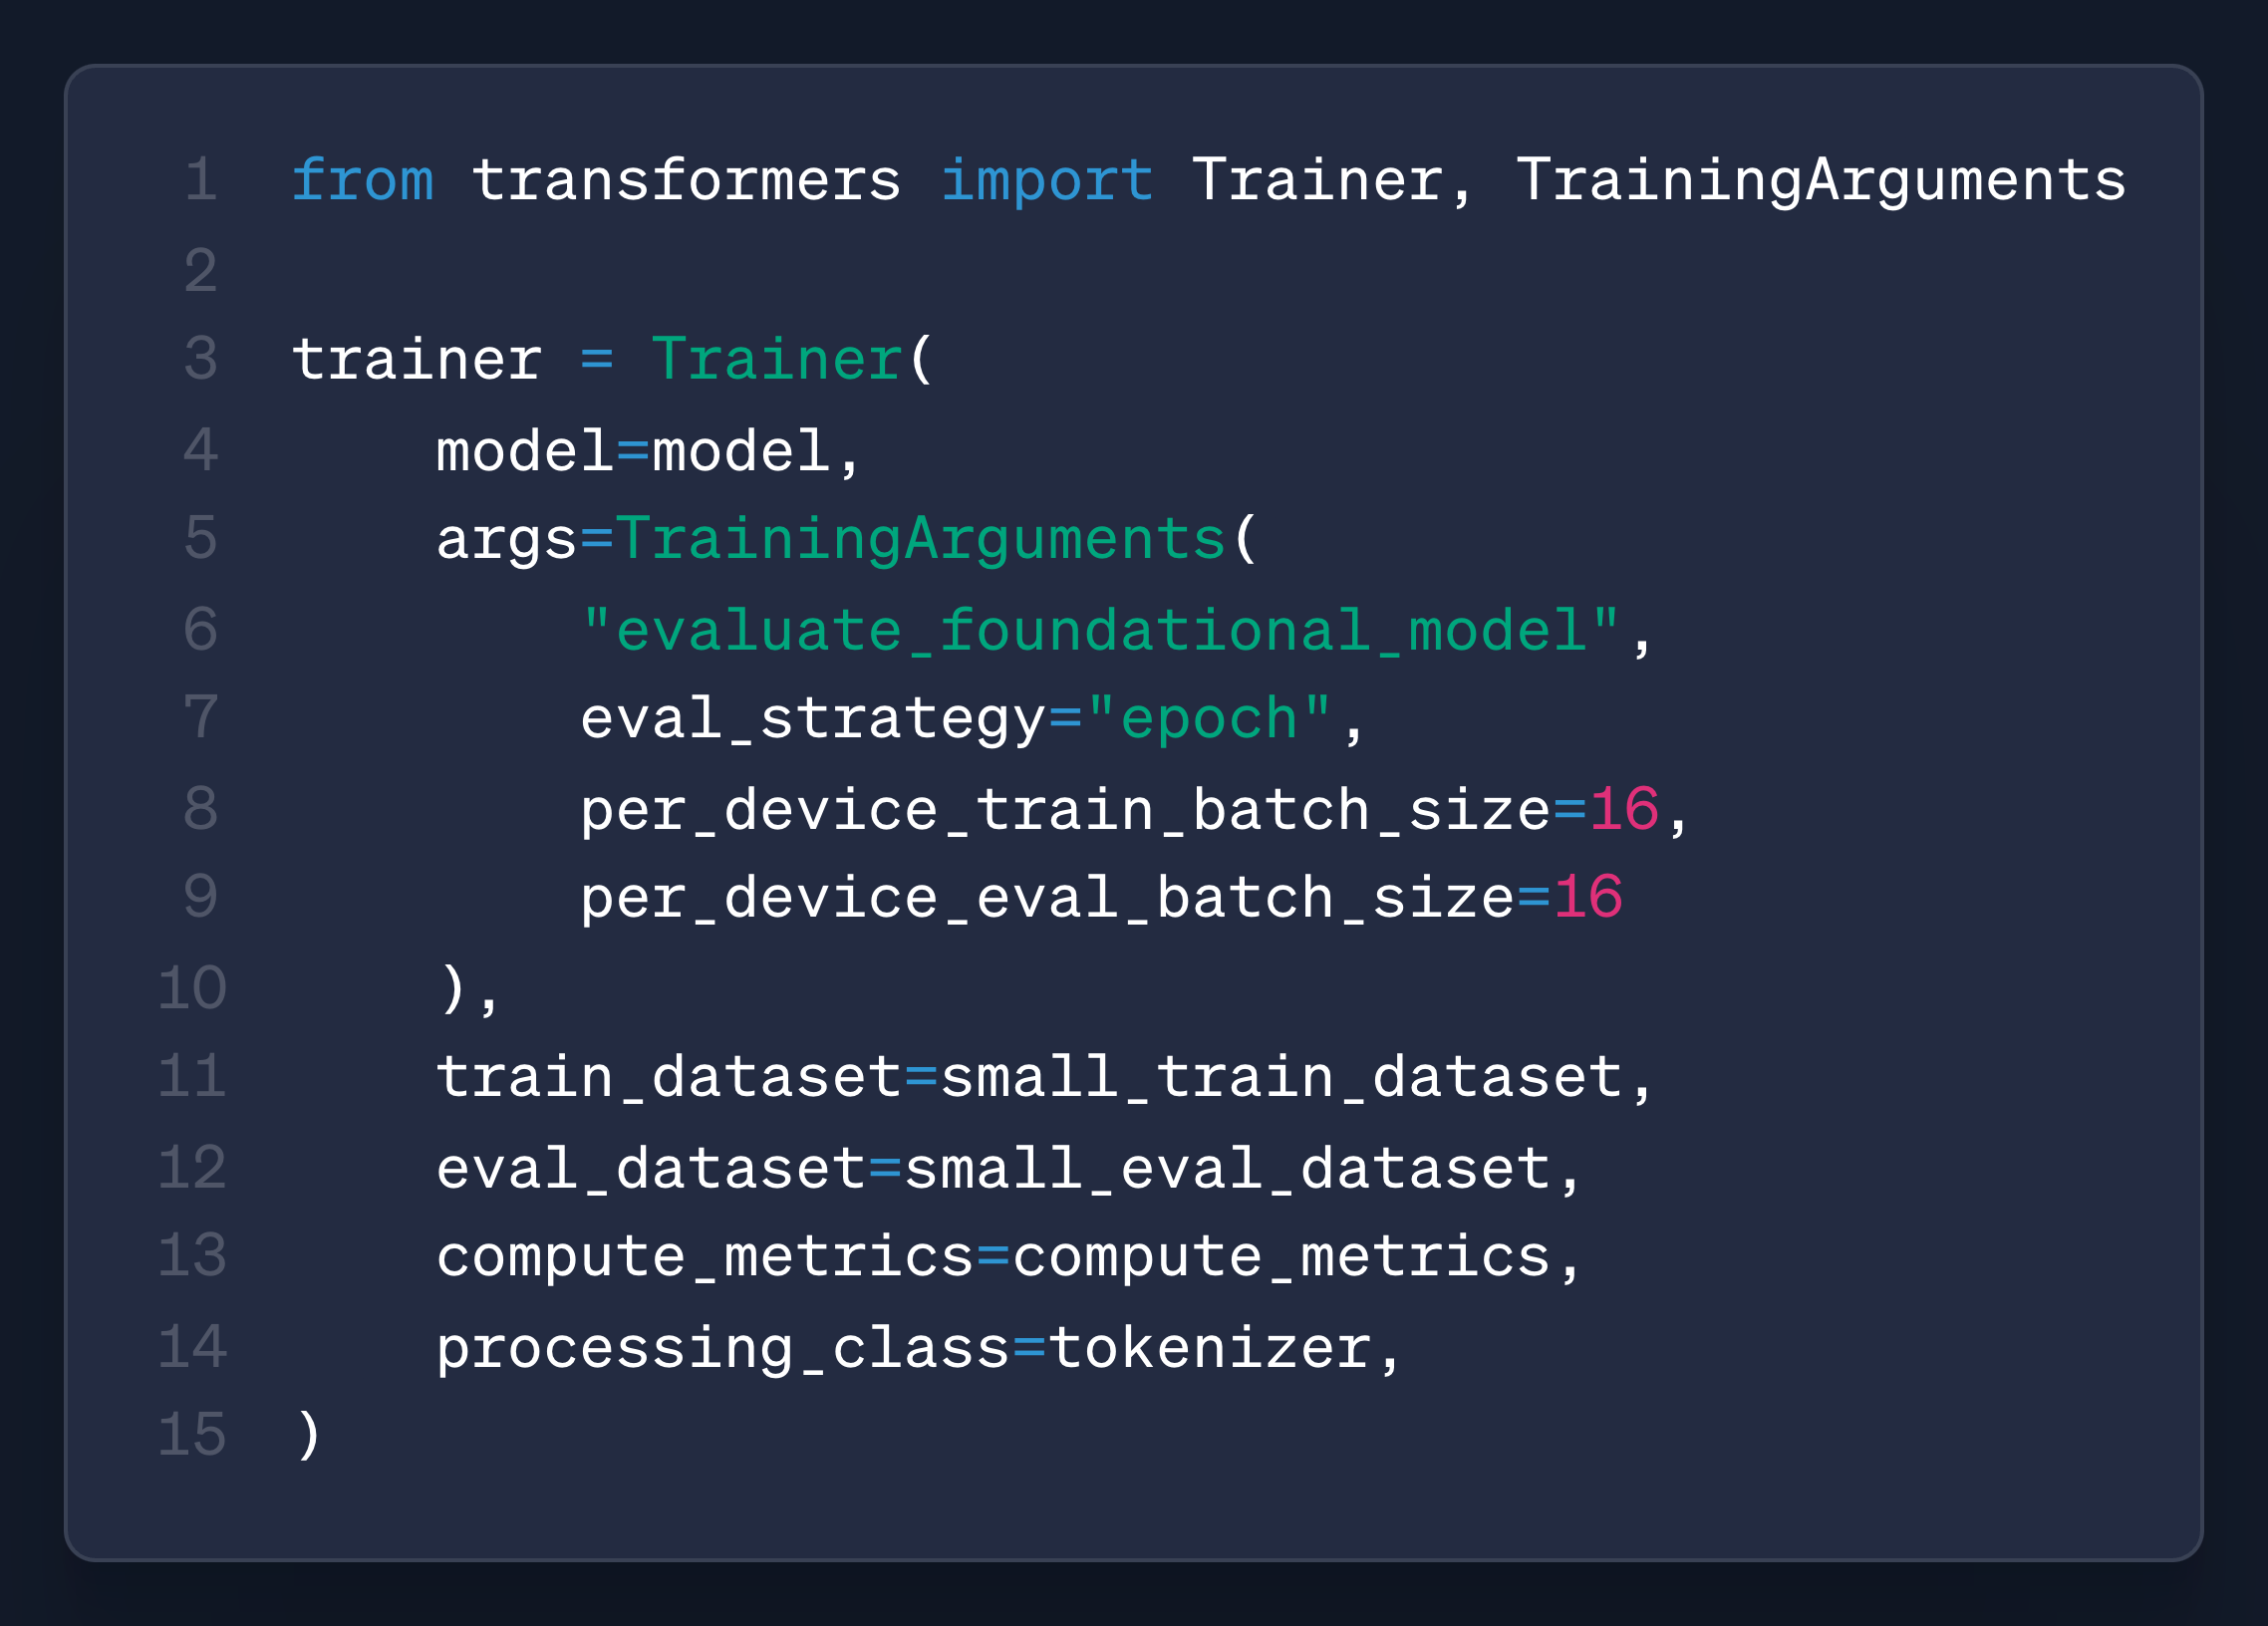 1 from transformers import Trainer, TrainingArguments
2
3 trainer = Trainer(
4     model=model,
5     args=TrainingArguments(
6         "evaluate_foundational_model",
7         eval_strategy="epoch",
8         per_device_train_batch_size=16,
9         per_device_eval_batch_size=16
10     ),
11     train_dataset=small_train_dataset,
12     eval_dataset=small_eval_dataset,
13     compute_metrics=compute_metrics,
14     processing_class=tokenizer,
15 )